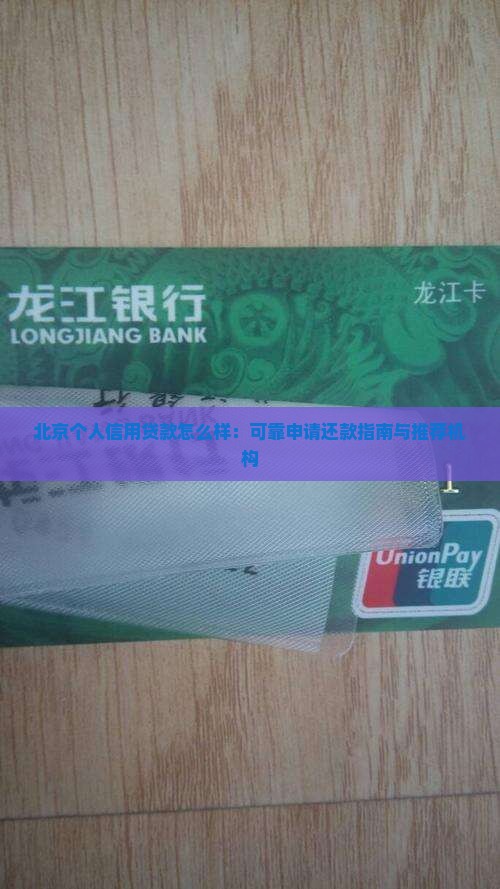 龙江银行
LONGJIANG BANK
龙江卡
北京个人信用贷款怎么样：可靠申请还款指南与推荐机
构
1
UnionPay
银联